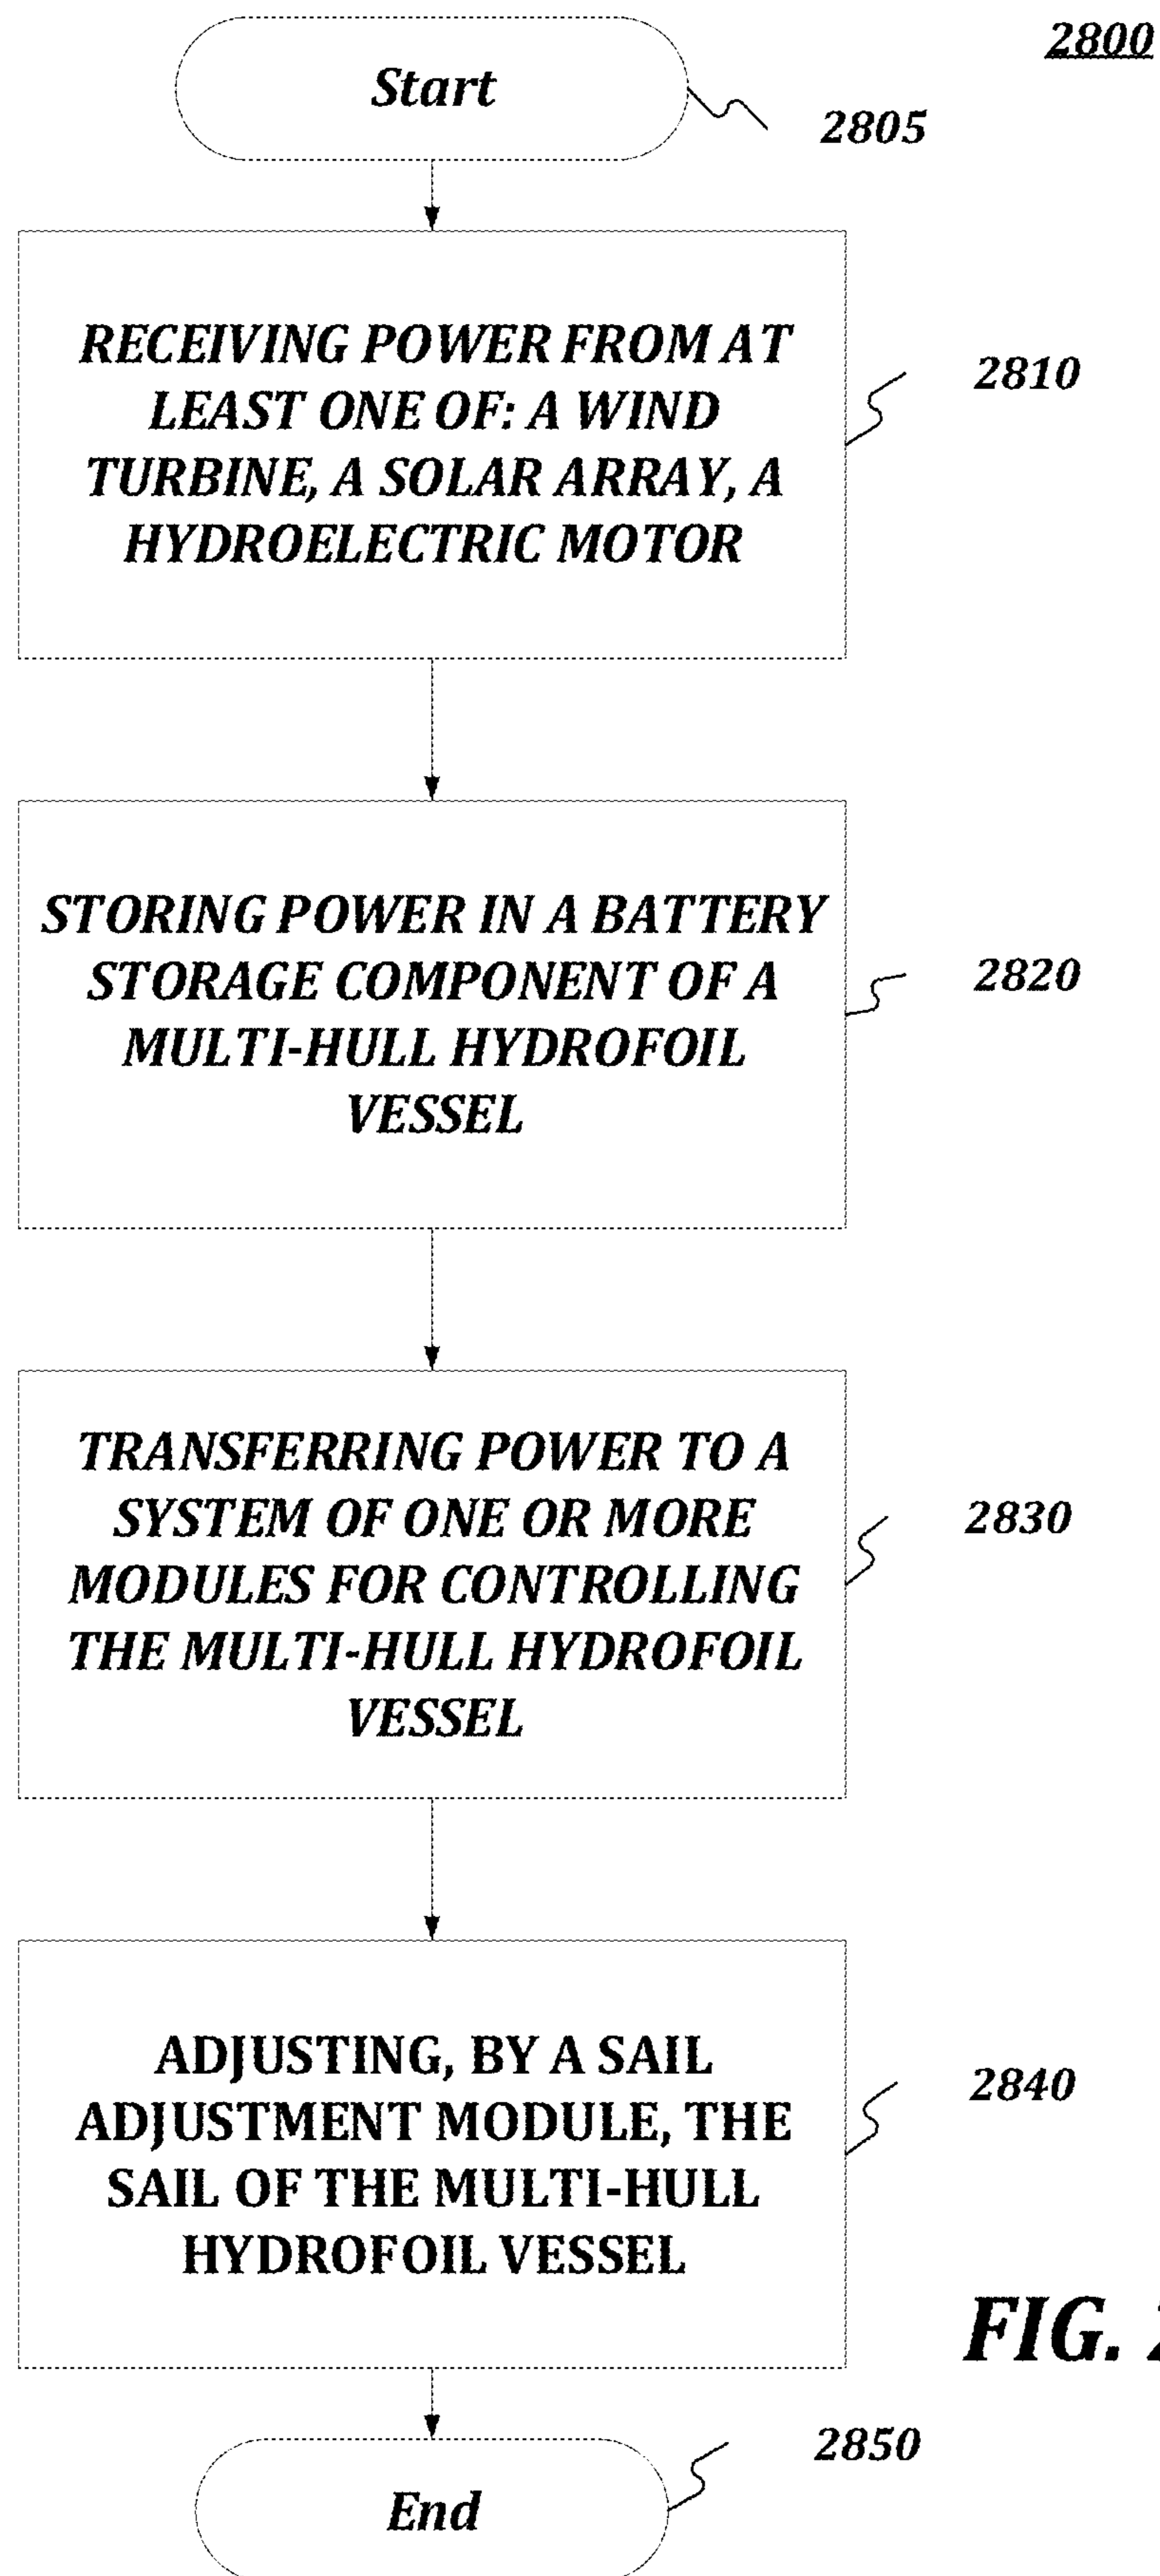 2800
Start
2805
RECEIVING POWER FROM AT
LEAST ONE OF: A WIND
TURBINE, A SOLAR ARRAY, A
HYDROELECTRIC MOTOR
2810
STORING POWER IN A BATTERY
STORAGE COMPONENT OF A
MULTI-HULL HYDROFOIL
VESSEL
2820
TRANSFERRING POWER TO A
SYSTEM OF ONE OR MORE
MODULES FOR CONTROLLING
THE MULTI-HULL HYDROFOIL
VESSEL
2830
ADJUSTING, BY A SAIL
ADJUSTMENT MODULE, THE
SAIL OF THE MULTI-HULL
HYDROFOIL VESSEL
2840
FIG.
2850
End